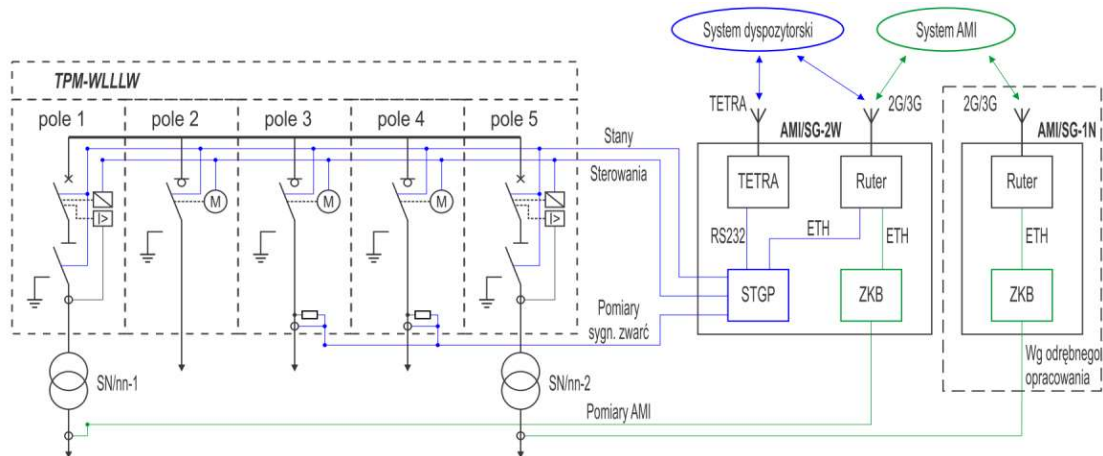 System dyspozytorski
System AMI
TPM-WLLLW
TETRA
2G/3G
2G/3G
pole 1
pole 2
pole 3
pole 4
pole 5
Stany
AMI/SG-2W
AMI/SG-1N
Sterowania
TETRA
Ruter
Ruter
M
M
M
I>
I>
RS232
ETH
ETH
ETH
STGP
ZKB
ZKB
Pomiary
sygn. zwarć
Wg odrębnego
opracowania
SN/nn-1
SN/nn-2
Pomiary AMI